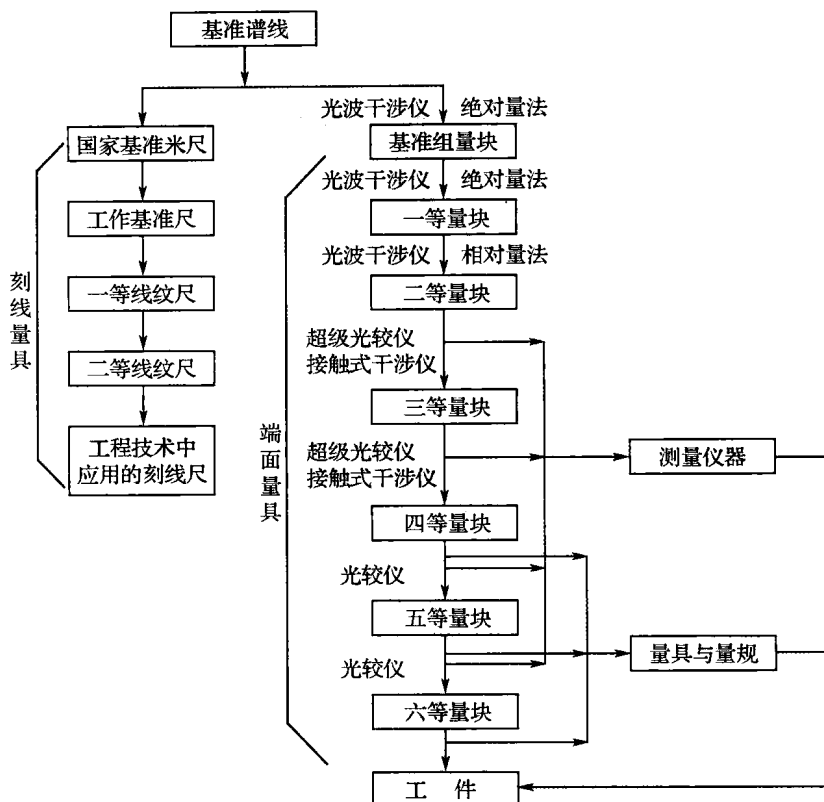 基准谱线
光波干涉仪 绝对量法
国家基准米尺
基准组量块
光波干涉仪 绝对量法
工作基准尺
一等量块
光波干涉仪 相对量法
一等线纹尺
二等量块
刻线量具
超级光较仪
接触式干涉仪
二等线纹尺
三等量块
工程技术中
应用的刻线尺
端面量具
超级光较仪
接触式干涉仪
测量仪器
四等量块
光较仪
五等量块
光较仪
量具与量规
六等量块
工 件